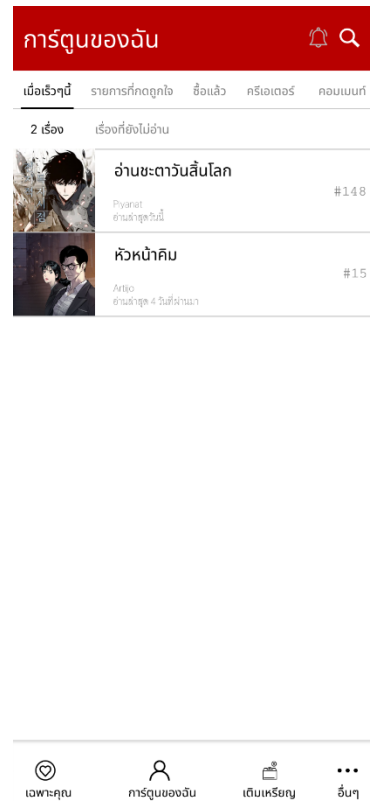 การ์ตูนของฉัน
เมื่อเร็วๆนี้ รายการที่กดถูกใจ ซื้อแล้ว ครีเอเตอร์ คอมเมนท์
2 เรื่อง เรื่องที่ยังไม่อ่าน
อ่านชะตาวันสิ้นโลก
#148
Piyanat
อ่านล่าสุดวันนี้
หัวหน้าคิม
#15
Artijo
อ่านล่าสุด 4 วันที่ผ่านมา
เฉพาะคุณ การ์ตูนของฉัน เติมเหรียญ อื่นๆ